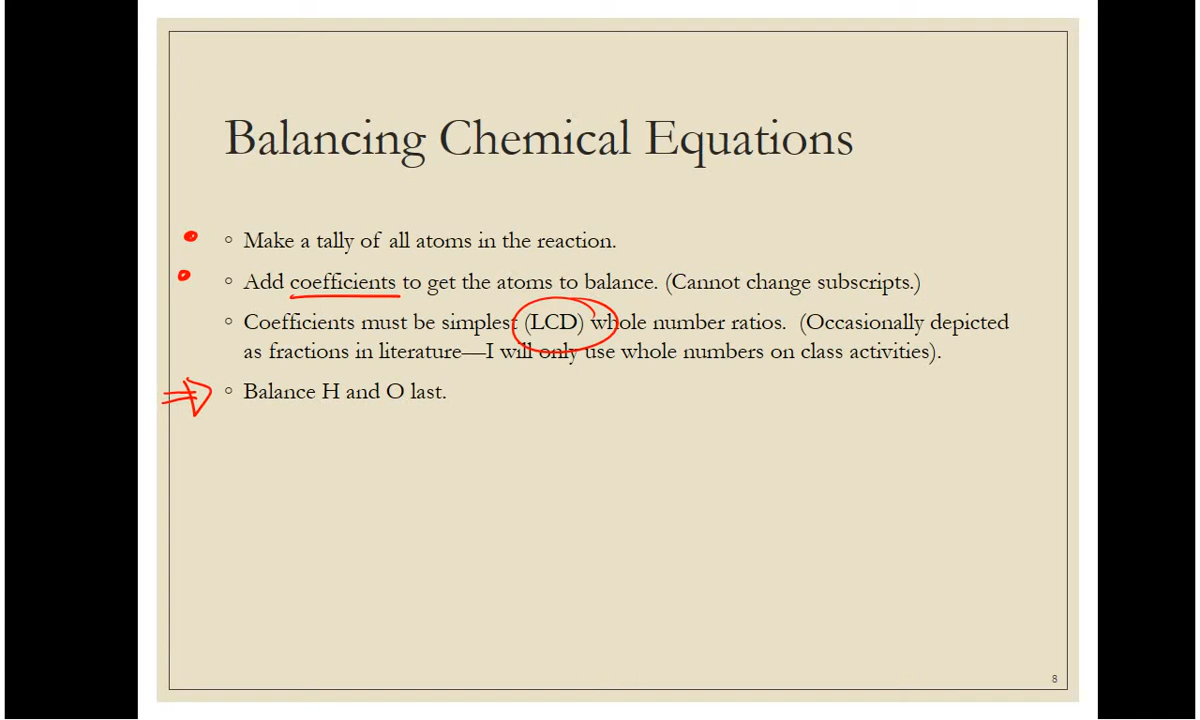 Balancing Chemical Equations
◦ Make a tally of all atoms in the reaction.
◦ Add coefficients to get the atoms to balance. (Cannot change subscripts.)
◦ Coefficients must be simplest (LCD) whole number ratios.  (Occasionally depicted
as fractions in literature—I will only use whole numbers on class activities).
◦ Balance H and O last.
8